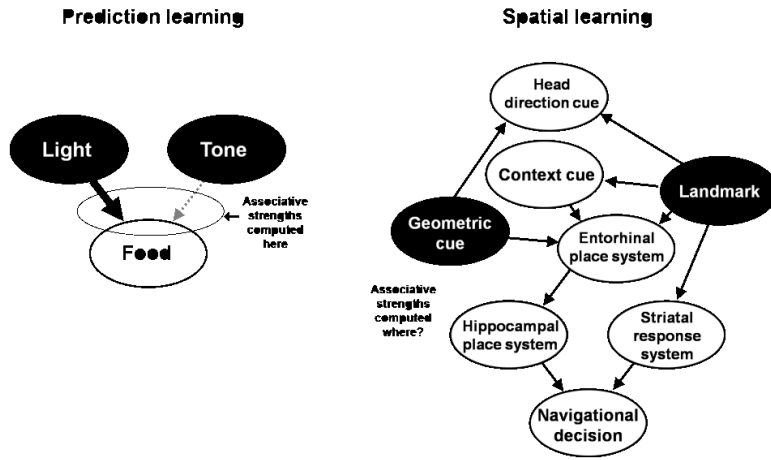 Prediction learning
Spatial learning
Light
Tone
Associative
strengths
computed
here
Food
Head
direction cue
Context cue
Landmark
Geometric
cue
Entorhinal
place system
Associative
strengths
computed
where?
Hippocampal
place system
Striatal
response
system
Navigational
decision